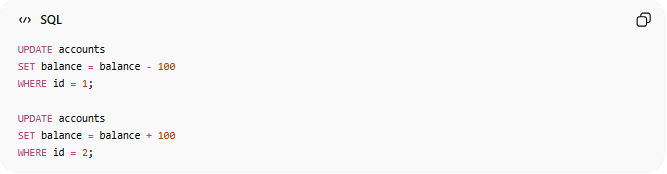 SQL
UPDATE accounts
SET balance = balance - 100
WHERE id = 1;
UPDATE accounts
SET balance = balance + 100
WHERE id = 2;